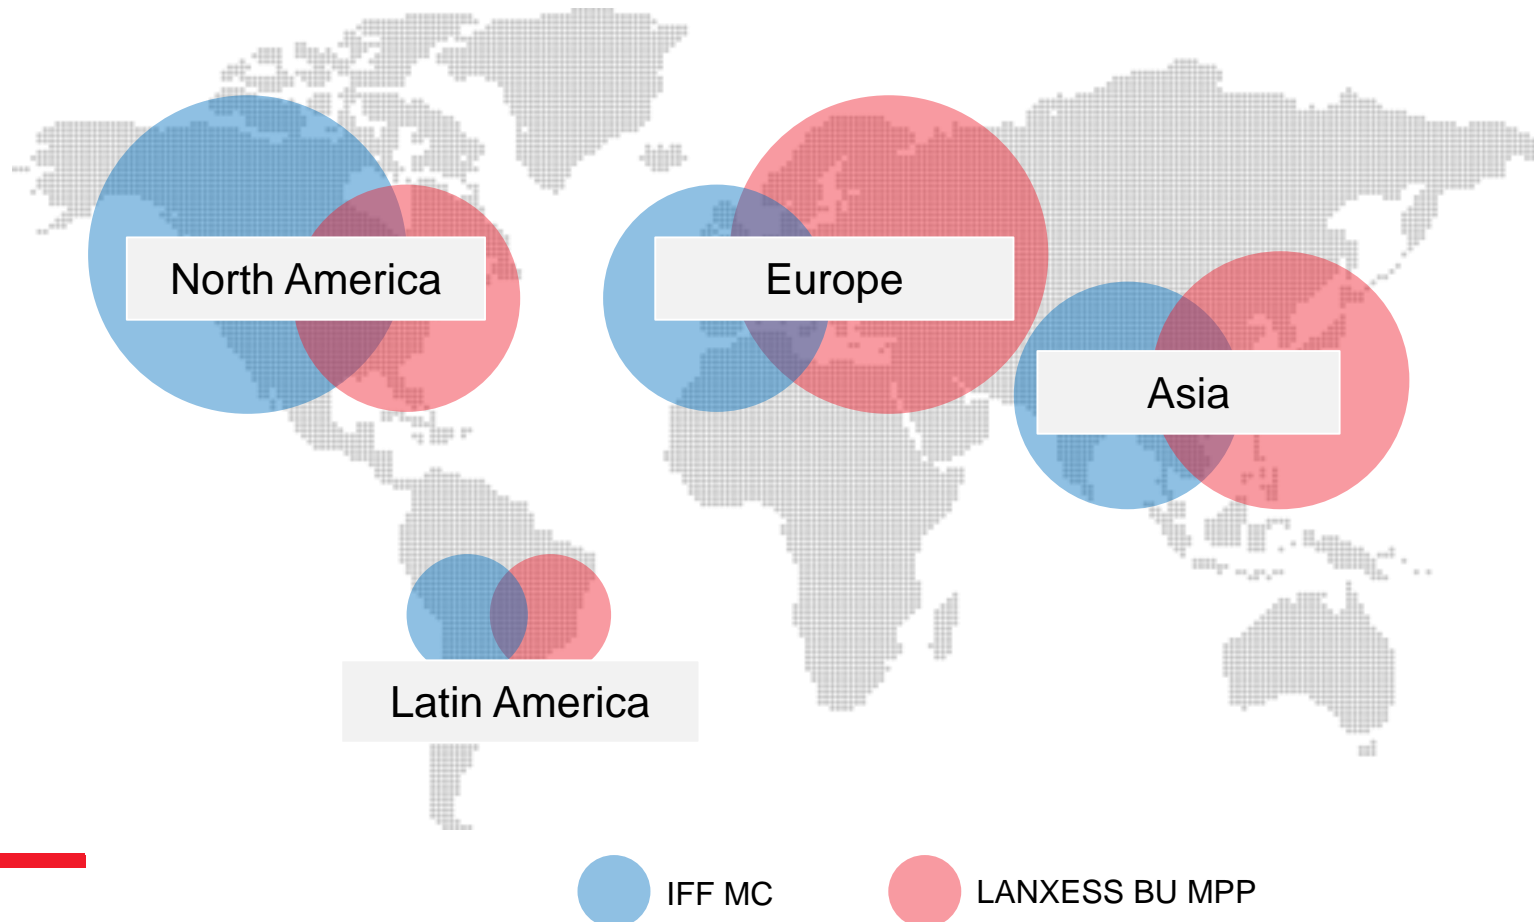 North America
Europe
Asia
Latin America
IFF MC
LANXESS BU MPP